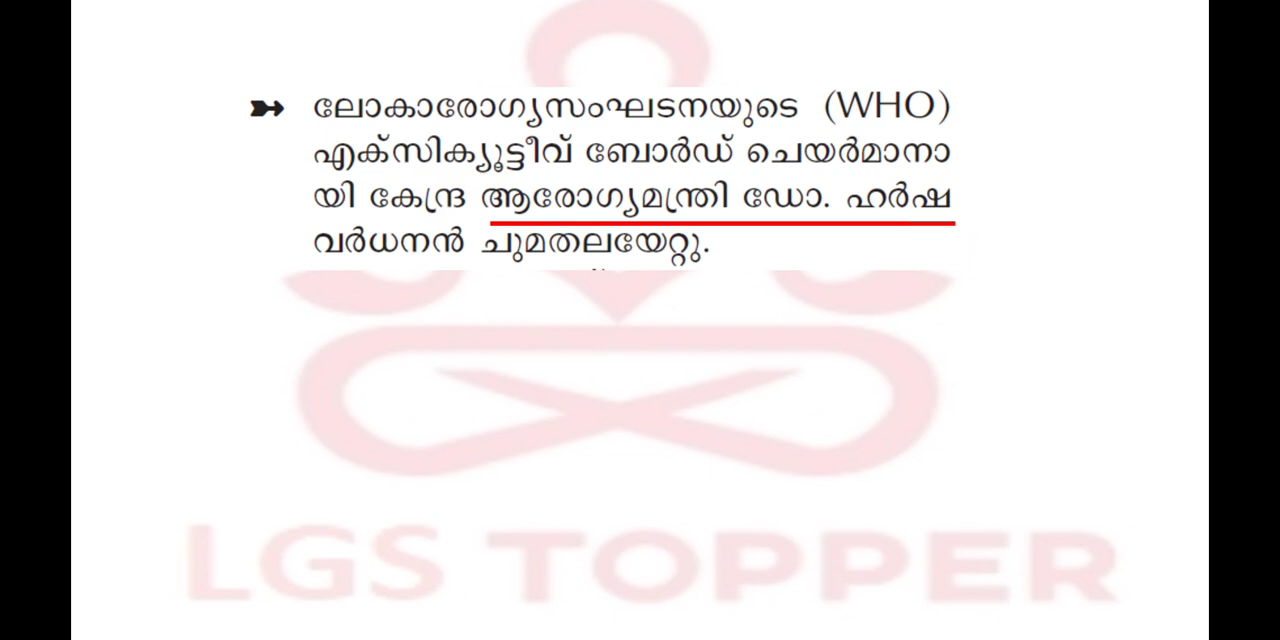 ➳ ലോകാരോഗ്യസംഘടനയുടെ (WHO)
എക്സിക്യൂട്ടീവ് ബോർഡ് ചെയർമാനാ
യി കേന്ദ്ര ആരോഗ്യമന്ത്രി ഡോ. ഹർഷ
വർധനൻ ചുമതലയേറ്റു.
LGS TOPPER